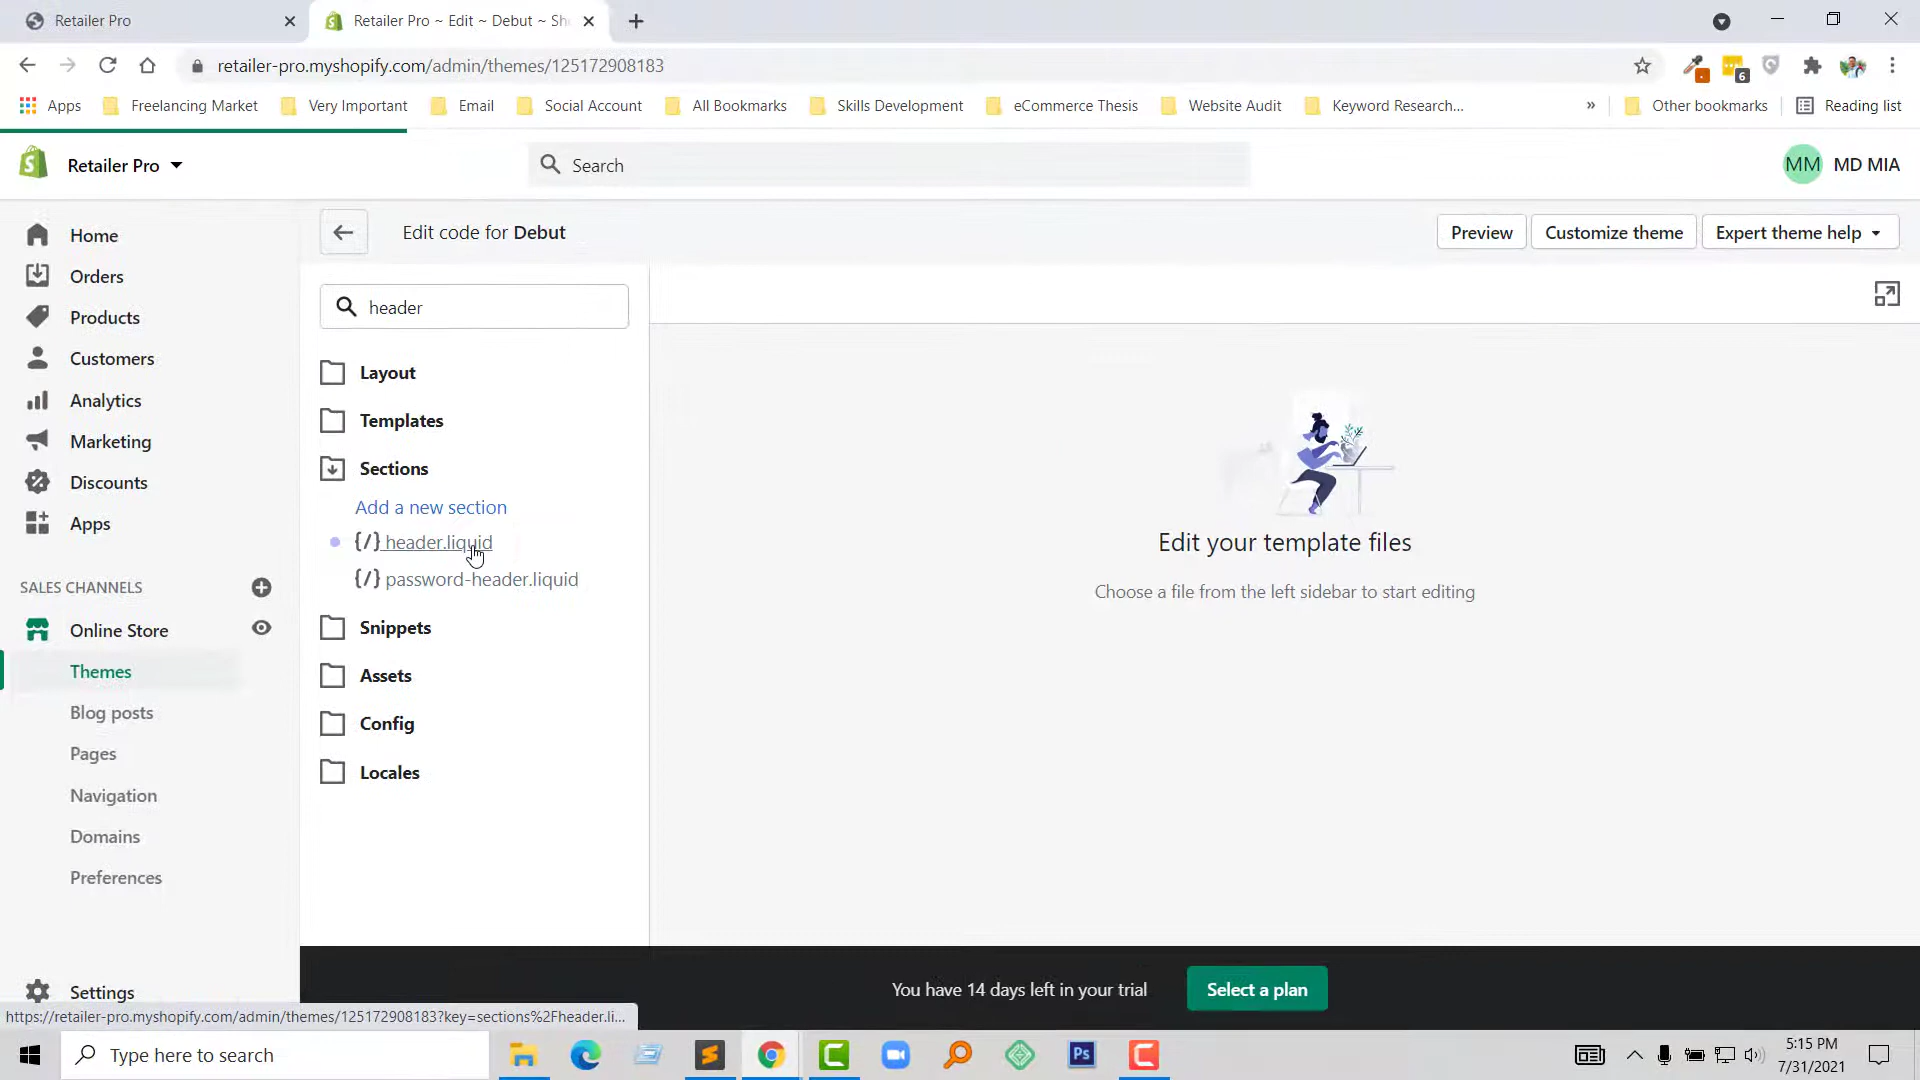 Retailer Pro
Retailer Pro ~ Edit ~ Debut ~ Sh
retailer-pro.myshopify.com/admin/themes/125172908183
6
Apps
Freelancing Market
Very Important
Email
Social Account
All Bookmarks
Skills Development
eCommerce Thesis
Website Audit
Keyword Research...
»
Other bookmarks
Reading list
Retailer Pro
Search
MM
MD MIA
Home
Orders
Products
Customers
Analytics
Marketing
Discounts
Apps
SALES CHANNELS
Online Store
Themes
Blog posts
Pages
Navigation
Domains
Preferences
Settings
Edit code for Debut
Preview
Customize theme
Expert theme help
header
Layout
Templates
Sections
Add a new section
{/} header.liquid
{/} password-header.liquid
Snippets
Assets
Config
Locales
Edit your template files
Choose a file from the left sidebar to start editing
You have 14 days left in your trial
Select a plan
https://retailer-pro.myshopify.com/admin/themes/125172908183?key=sections%2Fheader.li...
Type here to search
Ps
5:15 PM
7/31/2021